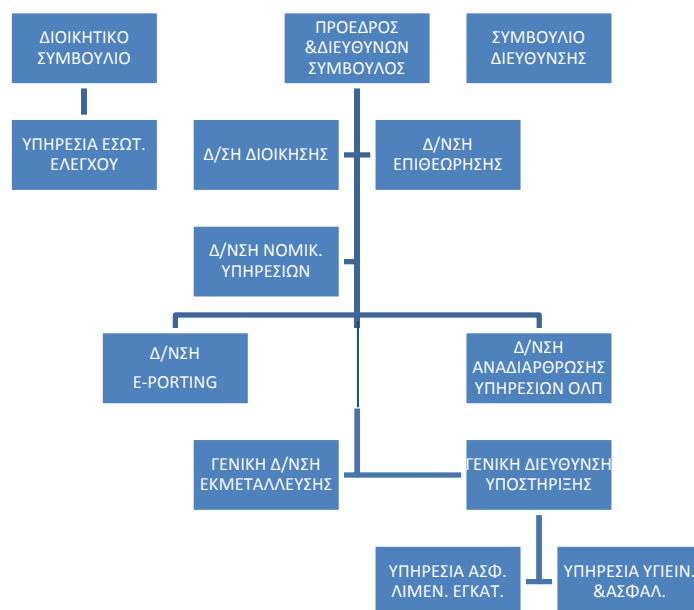 ΔΙΟΙΚΗΤΙΚΟ
ΣΥΜΒΟΥΛΙΟ
ΠΡΟΕΔΡΟΣ
&ΔΙΕΥΘΥΝΩΝ
ΣΥΜΒΟΥΛΟΣ
ΣΥΜΒΟΥΛΙΟ
ΔΙΕΥΘΥΝΣΗΣ
ΥΠΗΡΕΣΙΑ ΕΣΩΤ.
ΕΛΕΓΧΟΥ
Δ/ΣΗ ΔΙΟΙΚΗΣΗΣ
Δ/ΝΣΗ
ΕΠΙΘΕΩΡΗΣΗΣ
Δ/ΝΣΗ ΝΟΜΙΚ.
ΥΠΗΡΕΣΙΩΝ
Δ/ΝΣΗ
E-PORTING
Δ/ΝΣΗ
ΑΝΑΔΙΑΡΘΡΩΣΗΣ
ΥΠΗΡΕΣΙΩΝ ΟΛΠ
ΓΕΝΙΚΗ Δ/ΝΣΗ
ΕΚΜΕΤΑΛΛΕΥΣΗΣ
ΓΕΝΙΚΗ ΔΙΕΥΘΥΝΣΗ
ΥΠΟΣΤΗΡΙΞΗΣ
ΥΠΗΡΕΣΙΑ ΑΣΦ.
ΛΙΜΕΝ. ΕΓΚΑΤ.
ΥΠΗΡΕΣΙΑ ΥΓΙΕΙΝ.
&ΑΣΦΑΛ.